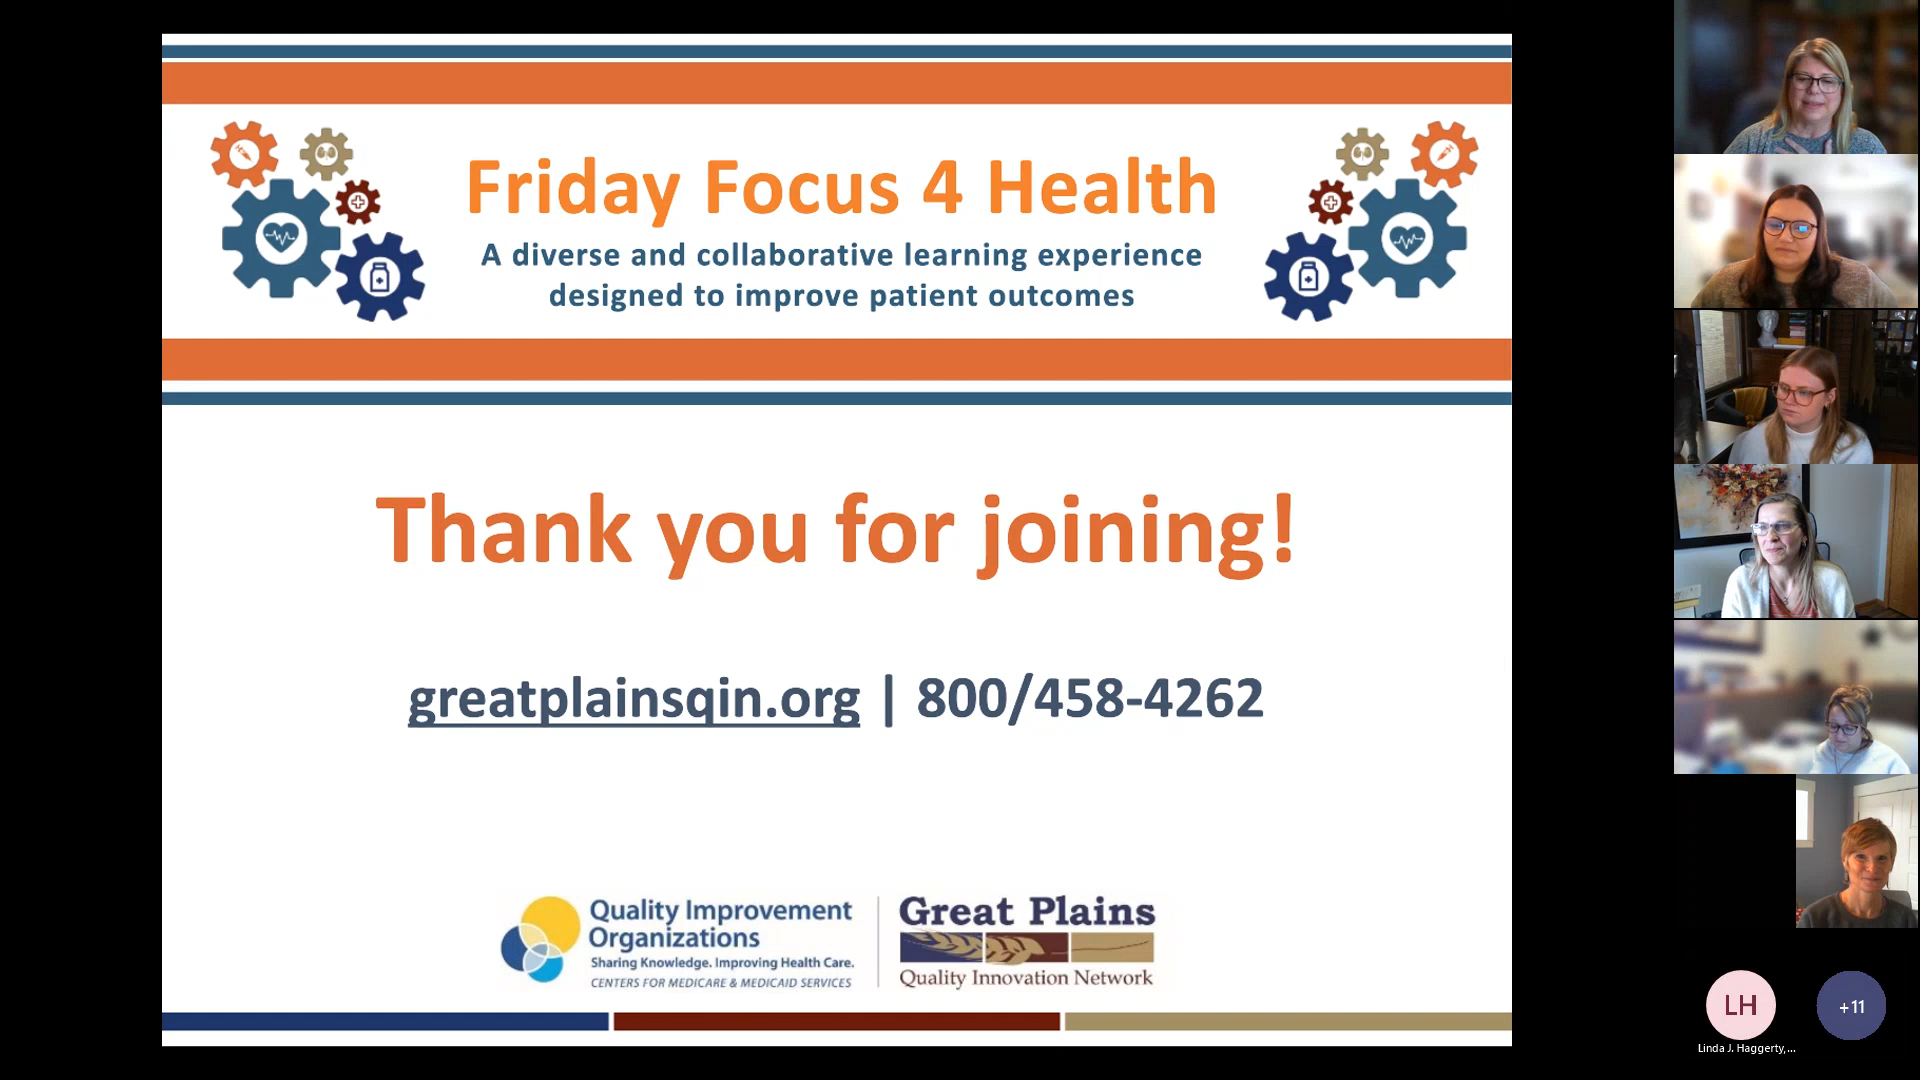 Friday Focus 4 Health
A diverse and collaborative learning experience
designed to improve patient outcomes
Thank you for joining!
greatplainsqin.org | 800/458-4262
Quality Improvement
Organizations
Sharing Knowledge. Improving Health Care.
CENTERS FOR MEDICARE & MEDICAID SERVICES
Great Plains
Quality Innovation Network
LH
+11
Linda J. Haggerty,...